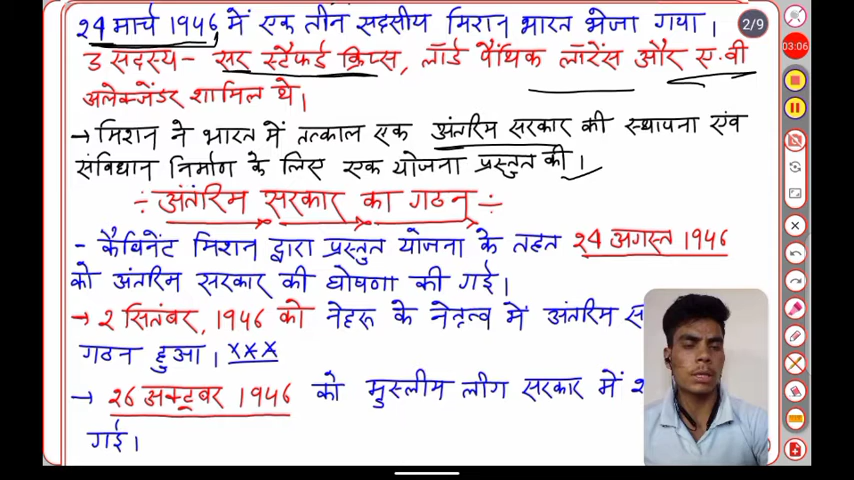 24 मार्च 1946 में एक तीन सदस्यीय मिशन भारत भेजा गया।
2/9
3:06
3 सदस्य- सर स्टैफर्ड क्रिप्स, लॉर्ड पैथिक लॉरेंस और ए.वी
अलेक्जेंडर शामिल थे।
→ मिशन ने भारत में तत्काल एक अंतरिम सरकार की स्थापना एंव
संविधान निर्माण के लिए एक योजना प्रस्तुत की।
÷ अंतरिम सरकार का गठन ÷
- कैविनेंट मिशन द्वारा प्रस्तुत योजना के तहत 24 अगस्त 1946
को अंतरिम सरकार की घोषणा की गई।
→ 2 सितंबर, 1946 को नेहरू के नेतृत्व में अंतरिम
गठन हुआ। xxx
→ 26 अक्टूबर 1946 को मुस्लीम लीग सरकार में
गई।